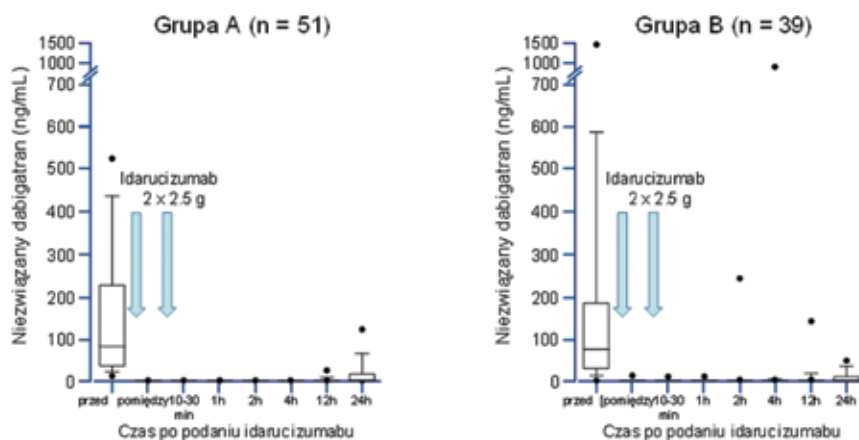 Grupa A (n = 51)
Niezwiązany dabigatran (ng/mL)
1500
1000
700
600
500
400
300
200
100
0
Idarucizumab
2 x 2.5 g
przed pomiędzy 10-30 min 1h 2h 4h 12h 24h
Czas po podaniu idarucizumabu
Grupa B (n = 39)
Niezwiązany dabigatran (ng/mL)
1500
1000
700
600
500
400
300
200
100
0
Idarucizumab
2 x 2.5 g
przed [pomiędzy 10-30 min 1h 2h 4h 12h 24h
Czas po podaniu idarucizumabu